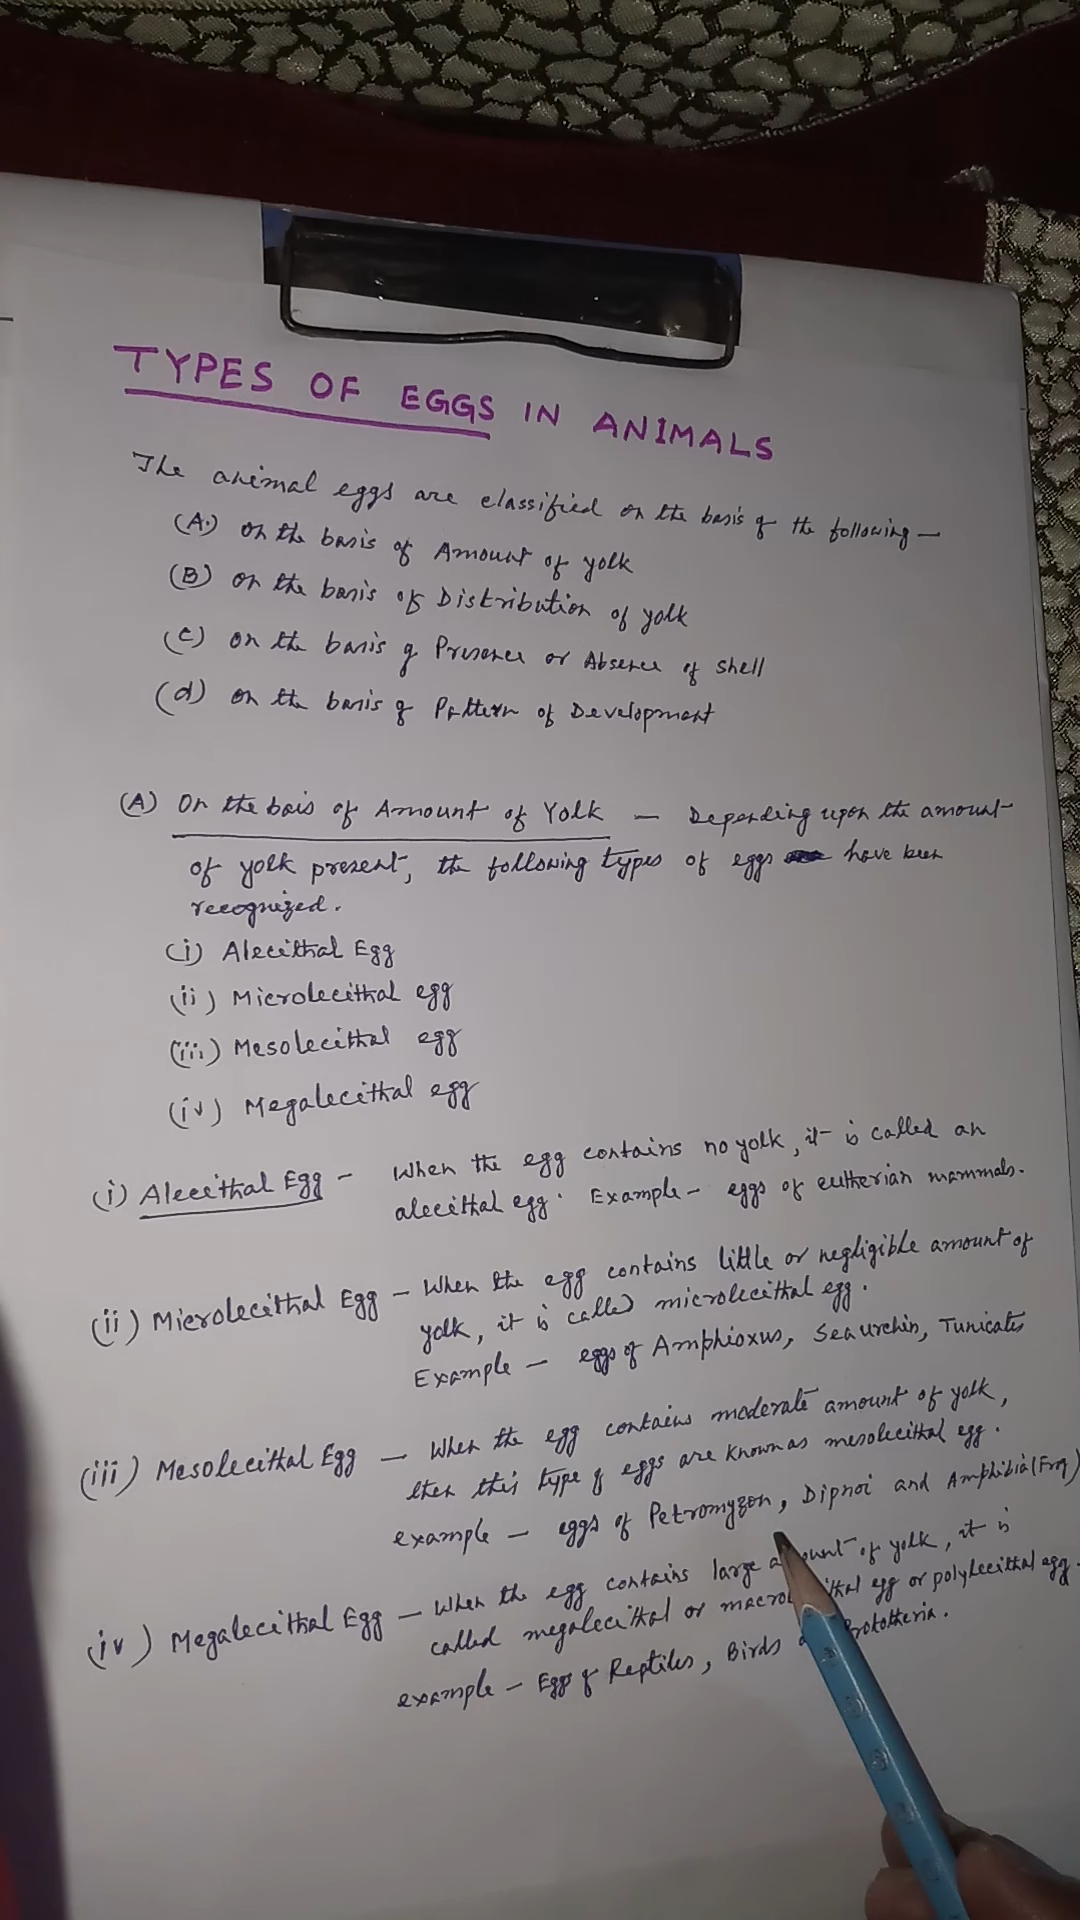 TYPES OF EGGS IN ANIMALS
The animal eggs are classified on the basis of the following —
(A.) on the basis of Amount of yolk
(B) on the basis of Distribution of yolk
(c) on the basis of Presence or Absence of shell
(d) on the basis of Pattern of Development
(A) On the bais of Amount of Yolk — Depending upon the amount
of yolk present, the following types of eggs have been
recognized.
(i) Alecithal Egg
(ii) Microlecithal egg
(iii) Mesolecithal egg
(iv) Megalecithal egg
(i) Alecithal Egg – When the egg contains no yolk, it is called an
alecithal egg. Example – eggs of eutherian mammals.
(ii) Microlecithal Egg – When the egg contains little or negligible amount of
yolk, it is called microlecithal egg.
Example – eggs of Amphioxus, Sea urchin, Tunicates
(iii) Mesolecithal Egg – When the egg contains moderate amount of yolk,
then this type of eggs are known as mesolecithal egg.
example – eggs of Petromyzon, Dipnoi and Amphibia (Frog)
(iv) Megalecithal Egg – When the egg contains large amount of yolk, it is
called megalecithal or egg or polylecithal egg.
example – Eggs of Reptiles, Birds Prototheria.